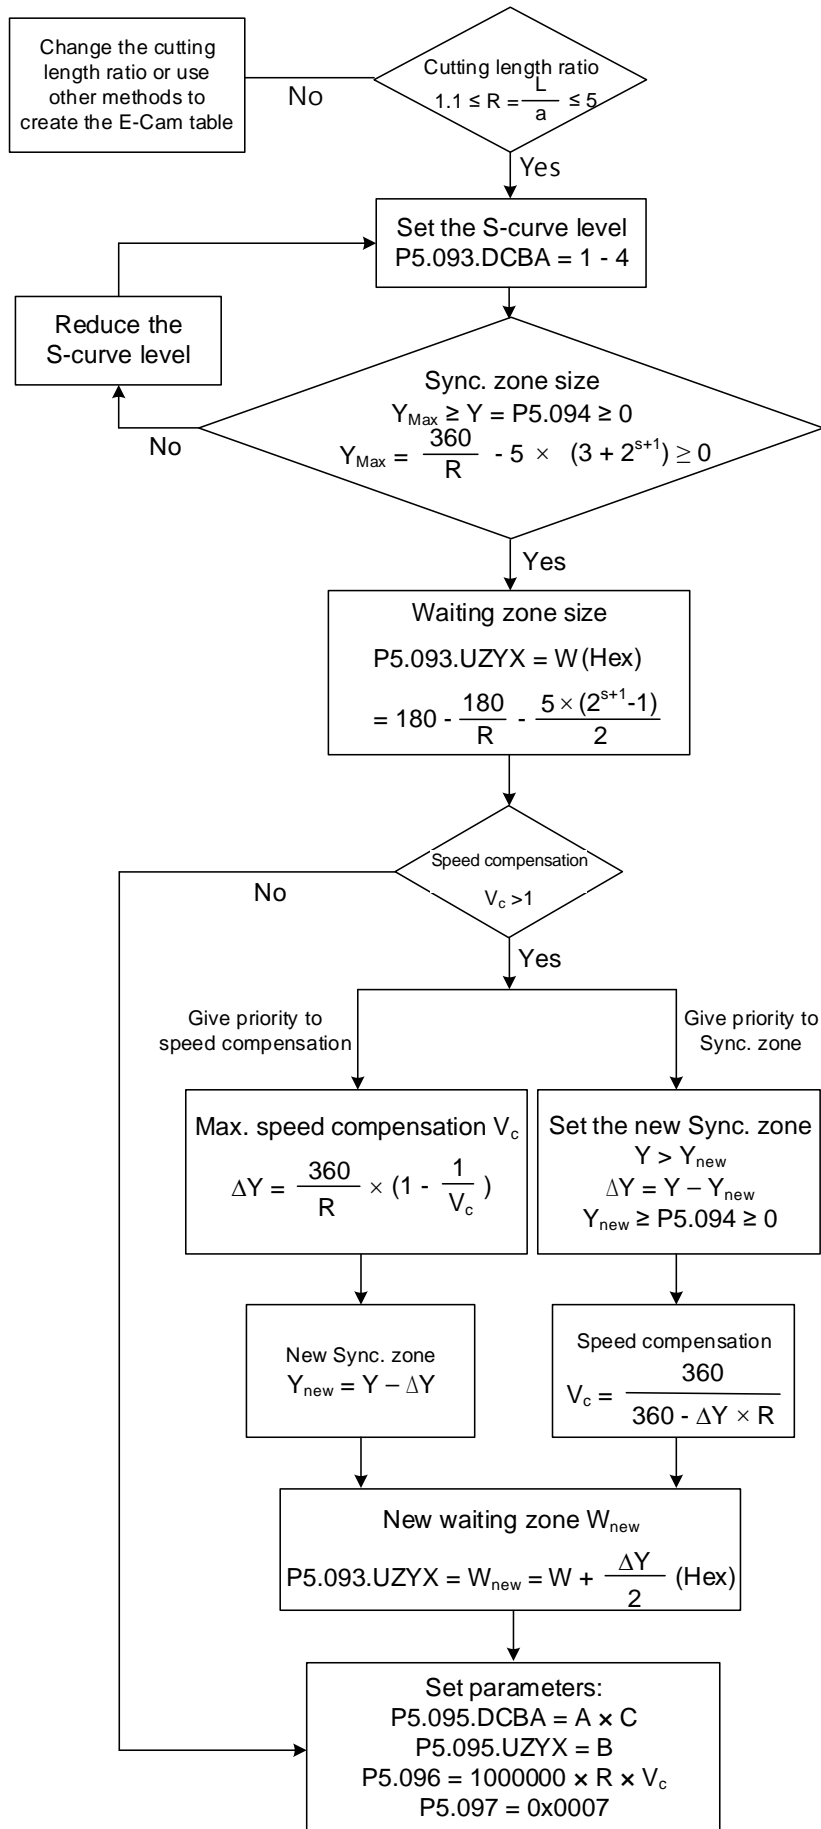 Change the cutting
length ratio or use
other methods to
create the E-Cam table
No
Cutting length ratio
1.1 ≤ R = L / a ≤ 5
Yes
Set the S-curve level
P5.093.DCBA = 1 - 4
Reduce the
S-curve level
No
Sync. zone size
Y_Max ≥ Y = P5.094 ≥ 0
Y_Max = 360 / R - 5 × (3 + 2^{s+1}) ≥ 0
Yes
Waiting zone size
P5.093.UZYX = W (Hex)
= 180 - 180 / R - 5 × (2^{s+1}-1) / 2
Speed compensation
V_c >1
No
Yes
Give priority to
speed compensation
Give priority to
Sync. zone
Max. speed compensation V_c
ΔY = 360 / R × (1 - 1 / V_c )
Set the new Sync. zone
Y > Y_new
ΔY = Y – Y_new
Y_new ≥ P5.094 ≥ 0
New Sync. zone
Y_new = Y – ΔY
Speed compensation
V_c = 360 / 360 - ΔY × R
New waiting zone W_new
P5.093.UZYX = W_new = W + ΔY / 2 (Hex)
Set parameters:
P5.095.DCBA = A × C
P5.095.UZYX = B
P5.096 = 1000000 × R × V_c
P5.097 = 0x0007